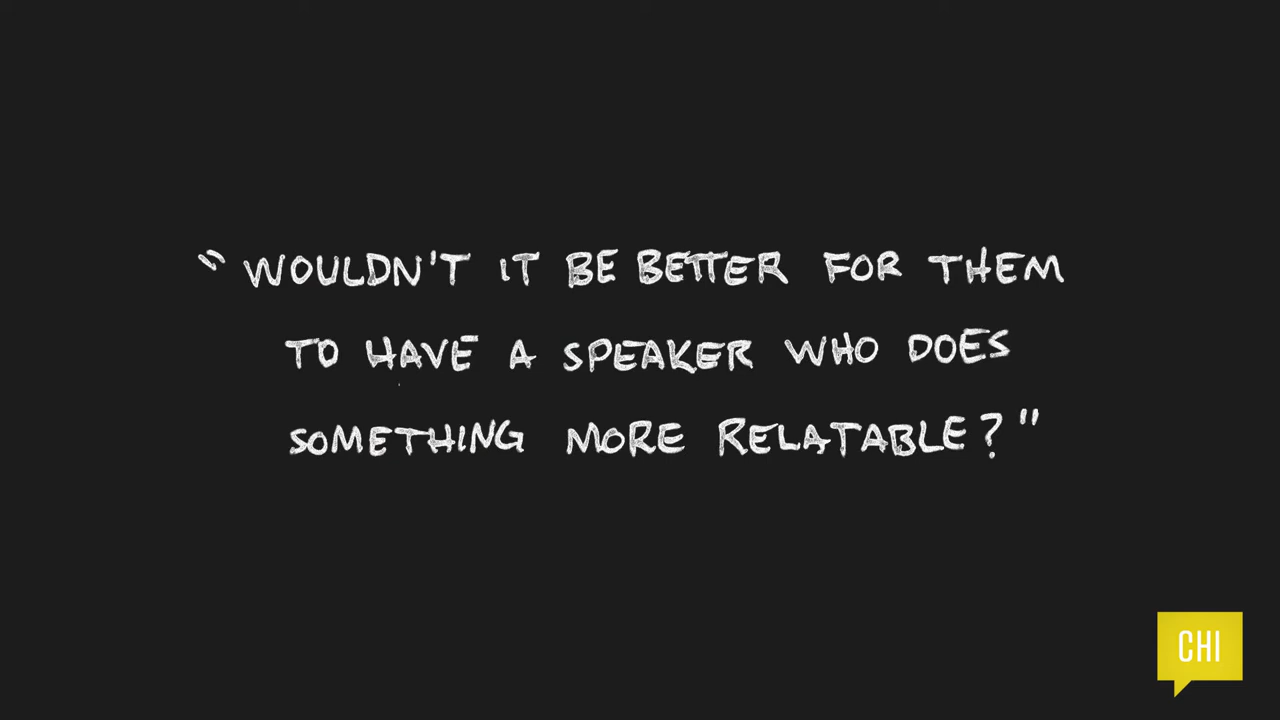 "WOULDN'T IT BE BETTER FOR THEM
TO HAVE A SPEAKER WHO DOES
SOMETHING MORE RELATABLE?"
CHI